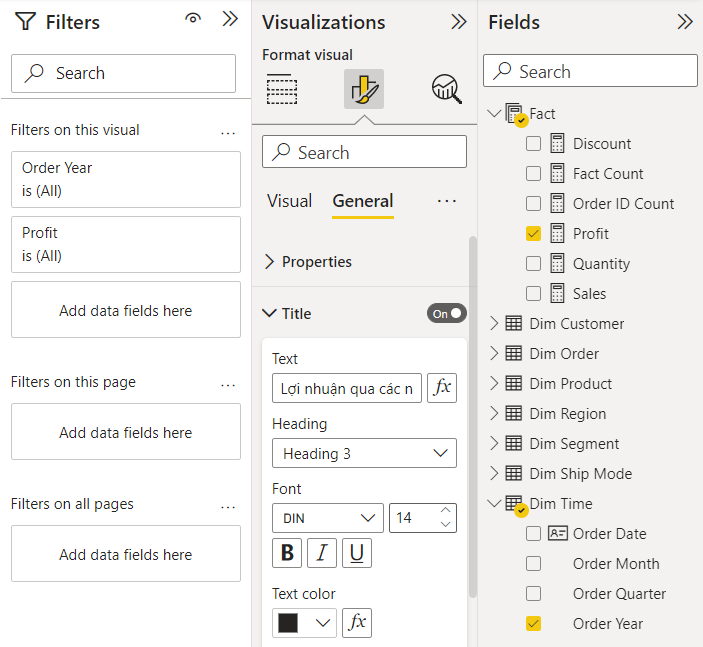 Filters
Search
Filters on this visual
...
Order Year
is (All)
Profit
is (All)
Add data fields here
Filters on this page
...
Add data fields here
Filters on all pages
...
Add data fields here
Visualizations
Format visual
Search
Visual
General
...
Properties
Title
On
Text
Lợi nhuận qua các n
fx
Heading
Heading 3
Font
DIN
14
B
I
U
Text color
fx
Fields
Search
Fact
Discount
Fact Count
Order ID Count
Profit
Quantity
Sales
Dim Customer
Dim Order
Dim Product
Dim Region
Dim Segment
Dim Ship Mode
Dim Time
Order Date
Order Month
Order Quarter
Order Year